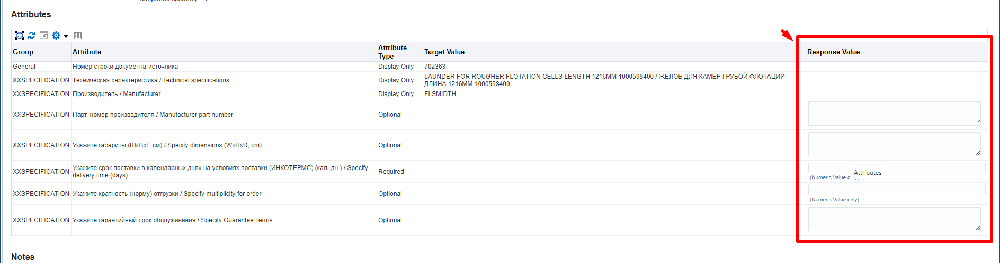 Response Quantity
Attributes
Group Attribute Attribute Type Target Value Response Value
General Номер строки документа-источника Display Only 702363
XXSPECIFICATION Техническая характеристика / Technical specifications Display Only LAUNDER FOR ROUGHER FLOTATION CELLS LENGTH 1216MM 1000598400 / ЖЕЛОБ ДЛЯ КАМЕР ГРУБОЙ ФЛОТАЦИИ
ДЛИНА 1216ММ 1000598400
XXSPECIFICATION Производитель / Manufacturer Display Only FLSMIDTH
XXSPECIFICATION Парт. номер производителя / Manufacturer part number Optional
XXSPECIFICATION Укажите габариты (ШxВxГ, см) / Specify dimensions (WxHxD, cm) Optional
XXSPECIFICATION Укажите срок поставки в календарных днях на условиях поставки (ИНКОТЕРМС) (кал. дн.) / Specify
delivery time (days) Required
Attributes
(Numeric Value only)
XXSPECIFICATION Укажите кратность (норму) отгрузки / Specify multiplicity for order Optional
(Numeric Value only)
XXSPECIFICATION Укажите гарантийный срок обслуживания / Specify Guarantee Terms Optional
Notes